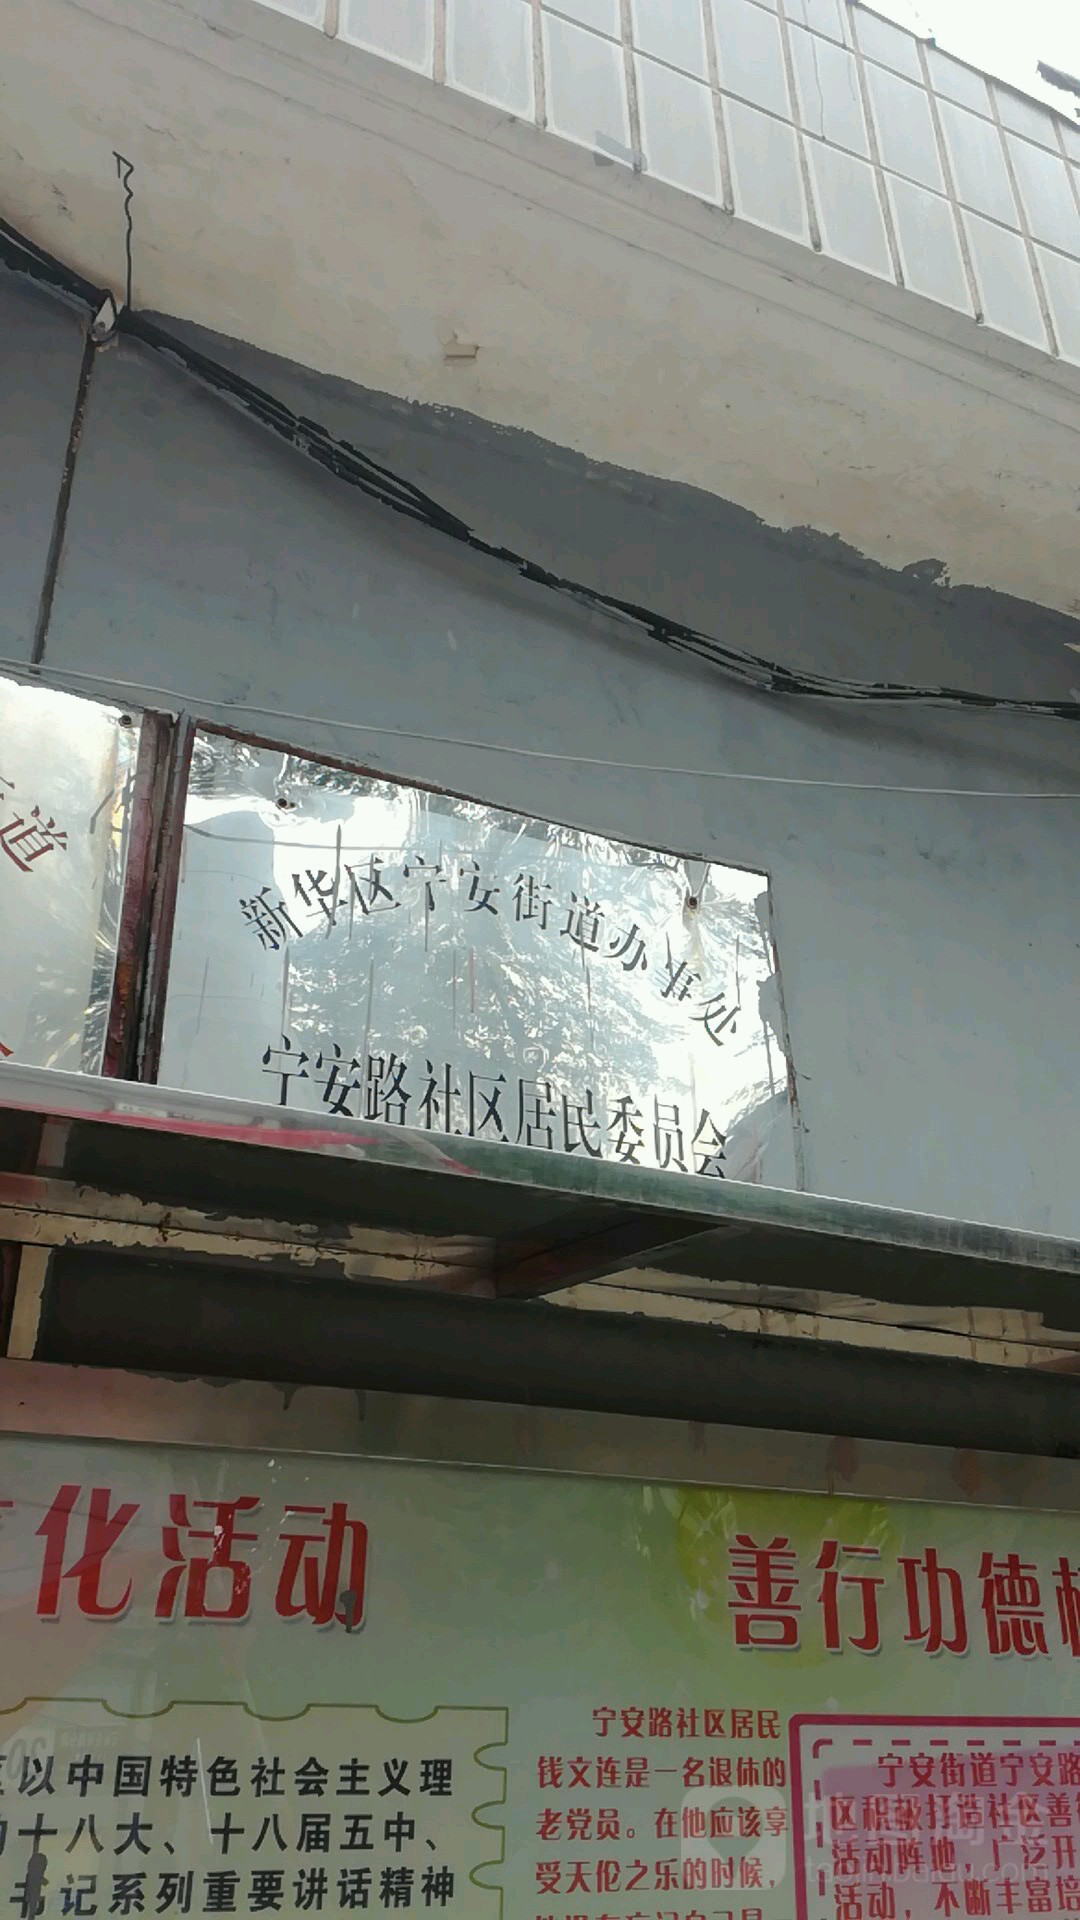 道
新华区宁安街道办事处
宁安路社区居民委员会
化活动
善行功德
以中国特色社会主义理
十八大、十八届五中、
书记系列重要讲话精神
宁安路社区居民
钱文连是一名退休的
老党员。在他应该享
受天伦之乐的时候，
宁安街道宁安路
区积极打造社区善
活动阵地，广泛开
活动，不断丰富培
taojin.baidu.com